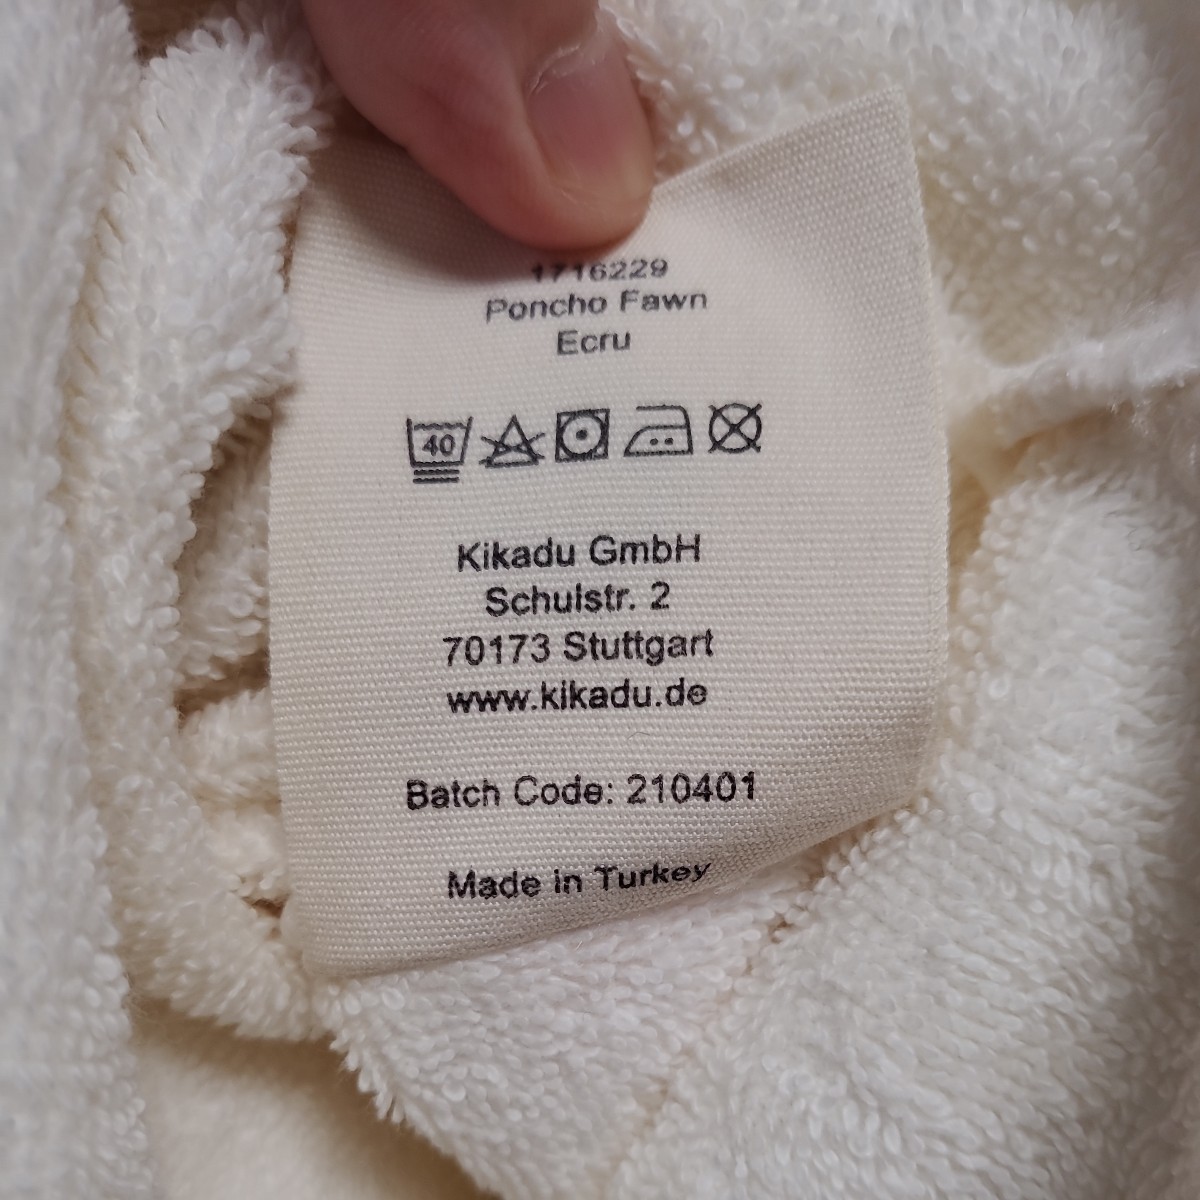 1716229
Poncho Fawn
Ecru
40
Kikadu GmbH
Schulstr. 2
70173 Stuttgart
www.kikadu.de
Batch Code: 210401
Made in Turkey